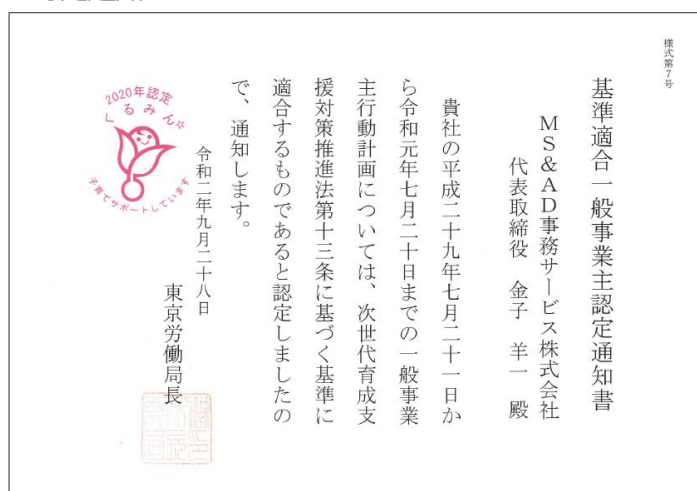 様式第7号
基準適合一般事業主認定通知書
MS&AD事務サービス株式会社
代表取締役 金子 羊一 殿
貴社の平成二十九年七月二十一日か
ら令和元年七月二十日までの一般事業
主行動計画については、次世代育成支
援対策推進法第十三条に基づく基準に
適合するものであると認定しましたの
で、通知します。
令和二年九月二十八日
東京労働局長
2020年認定
くるみん☆
子育てサポートしています